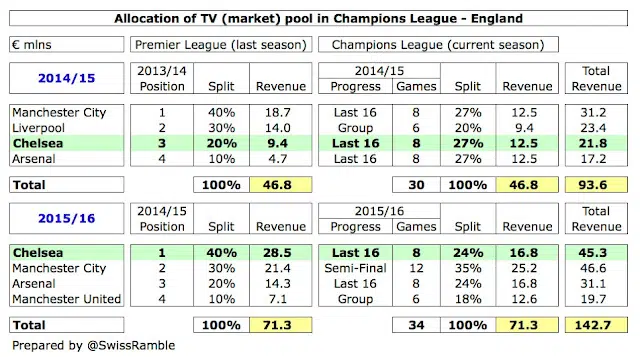 Allocation of TV (market) pool in Champions League - England
€ mlns Premier League (last season) Champions League (current season)
2014/15 2013/14 Position Split Revenue 2014/15 Progress Games Split Revenue Total Revenue
Manchester City 1 40% 18.7 Last 16 8 27% 12.5 31.2
Liverpool 2 30% 14.0 Group 6 20% 9.4 23.4
Chelsea 3 20% 9.4 Last 16 8 27% 12.5 21.8
Arsenal 4 10% 4.7 Last 16 8 27% 12.5 17.2
Total 100% 46.8 30 100% 46.8 93.6
2015/16 2014/15 Position Split Revenue 2015/16 Progress Games Split Revenue Total Revenue
Chelsea 1 40% 28.5 Last 16 8 24% 16.8 45.3
Manchester City 2 30% 21.4 Semi-Final 12 35% 25.2 46.6
Arsenal 3 20% 14.3 Last 16 8 24% 16.8 31.1
Manchester United 4 10% 7.1 Group 6 18% 12.6 19.7
Total 100% 71.3 34 100% 71.3 142.7
Prepared by @SwissRamble